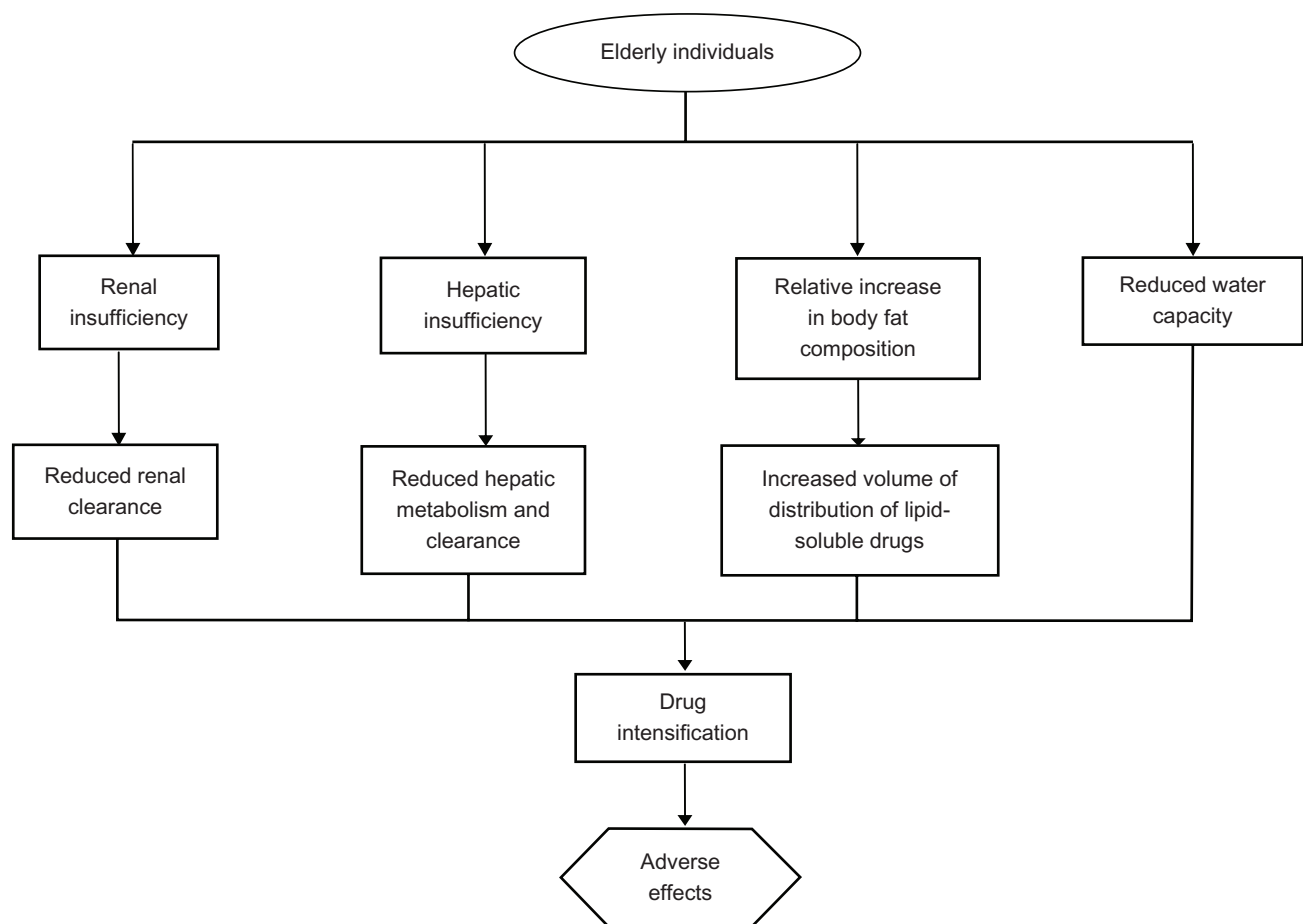 Elderly individuals
Renal
insufficiency
Hepatic
insufficiency
Relative increase
in body fat
composition
Reduced water
capacity
Reduced renal
clearance
Reduced hepatic
metabolism and
clearance
Increased volume of
distribution of lipid-
soluble drugs
Drug
intensification
Adverse
effects